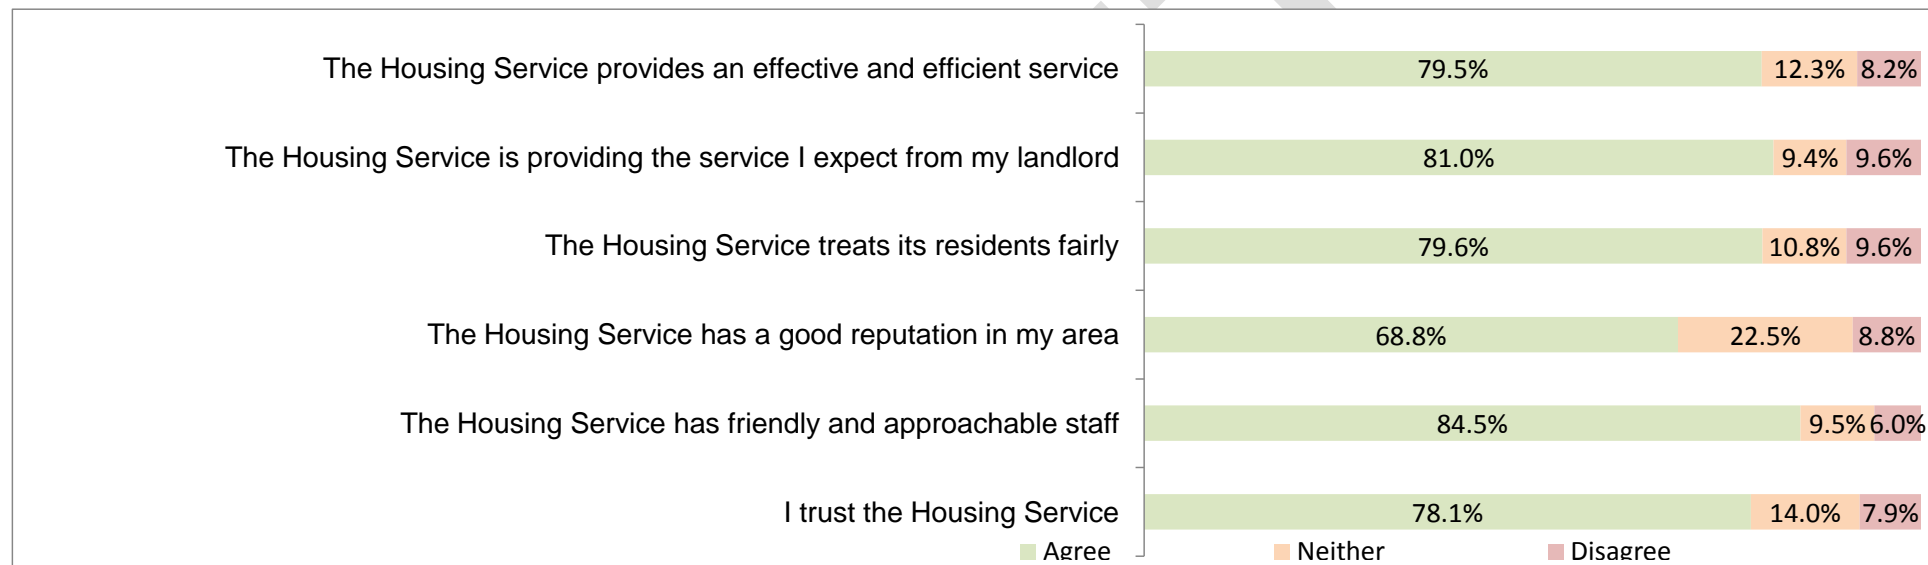 The Housing Service provides an effective and efficient service 79.5% 12.3% 8.2%
The Housing Service is providing the service I expect from my landlord 81.0% 9.4% 9.6%
The Housing Service treats its residents fairly 79.6% 10.8% 9.6%
The Housing Service has a good reputation in my area 68.8% 22.5% 8.8%
The Housing Service has friendly and approachable staff 84.5% 9.5% 6.0%
I trust the Housing Service 78.1% 14.0% 7.9%
Agree Neither Disagree